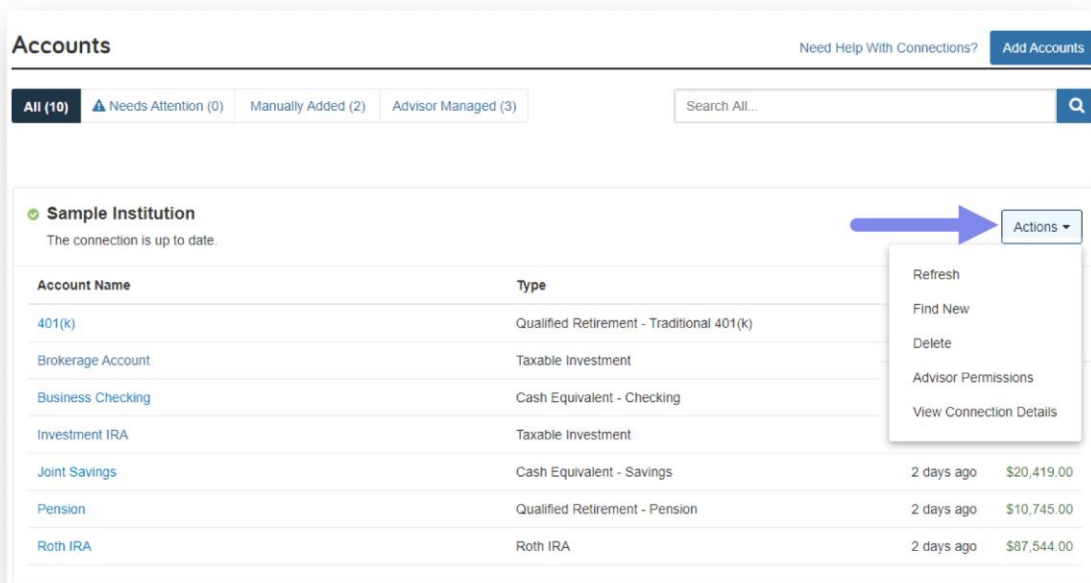 Accounts
Need Help With Connections? Add Accounts
All (10) Needs Attention (0) Manually Added (2) Advisor Managed (3) Search All...
Sample Institution
The connection is up to date.
Actions
Refresh
Find New
Delete
Advisor Permissions
View Connection Details
Account Name Type
401(k) Qualified Retirement - Traditional 401(k)
Brokerage Account Taxable Investment
Business Checking Cash Equivalent - Checking
Investment IRA Taxable Investment
Joint Savings Cash Equivalent - Savings 2 days ago $20,419.00
Pension Qualified Retirement - Pension 2 days ago $10,745.00
Roth IRA Roth IRA 2 days ago $87,544.00